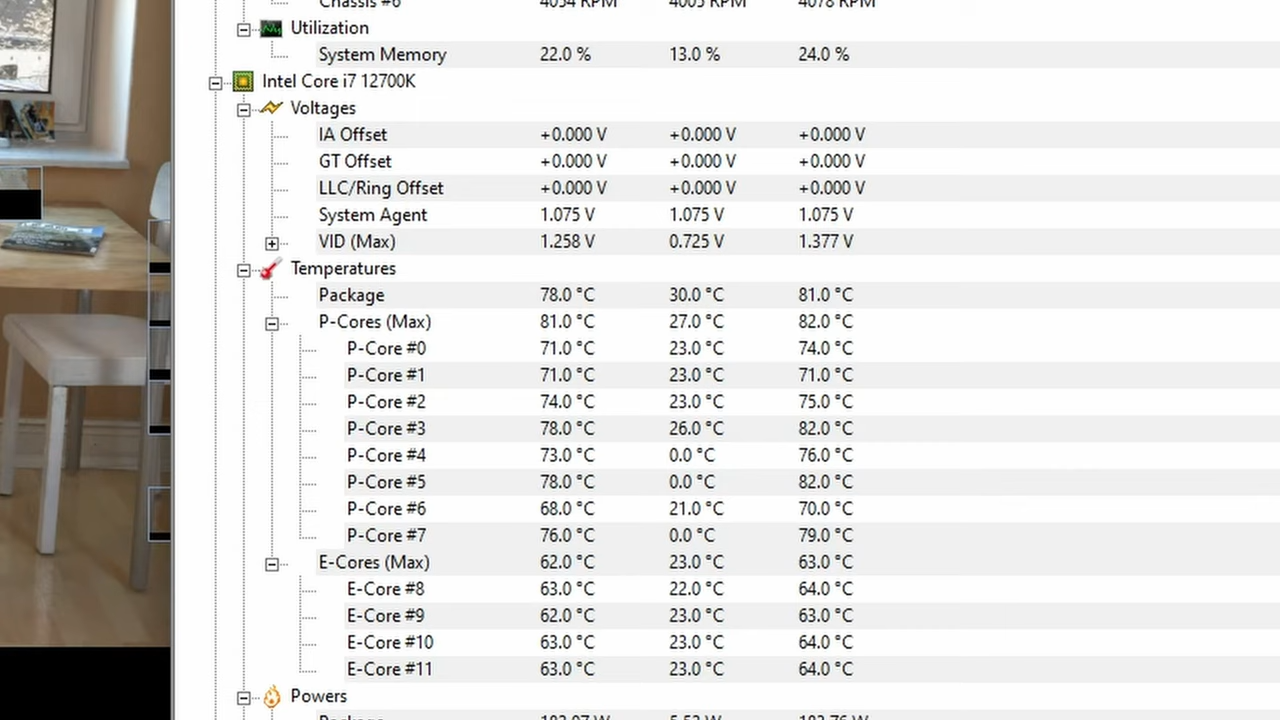 Chassis #6 4054 RPM 4005 RPM 4078 RPM
Utilization
System Memory 22.0 % 13.0 % 24.0 %
Intel Core i7 12700K
Voltages
IA Offset +0.000 V +0.000 V +0.000 V
GT Offset +0.000 V +0.000 V +0.000 V
LLC/Ring Offset +0.000 V +0.000 V +0.000 V
System Agent 1.075 V 1.075 V 1.075 V
VID (Max) 1.258 V 0.725 V 1.377 V
Temperatures
Package 78.0 °C 30.0 °C 81.0 °C
P-Cores (Max) 81.0 °C 27.0 °C 82.0 °C
P-Core #0 71.0 °C 23.0 °C 74.0 °C
P-Core #1 71.0 °C 23.0 °C 71.0 °C
P-Core #2 74.0 °C 23.0 °C 75.0 °C
P-Core #3 78.0 °C 26.0 °C 82.0 °C
P-Core #4 73.0 °C 0.0 °C 76.0 °C
P-Core #5 78.0 °C 0.0 °C 82.0 °C
P-Core #6 68.0 °C 21.0 °C 70.0 °C
P-Core #7 76.0 °C 0.0 °C 79.0 °C
E-Cores (Max) 62.0 °C 23.0 °C 63.0 °C
E-Core #8 63.0 °C 22.0 °C 64.0 °C
E-Core #9 62.0 °C 23.0 °C 63.0 °C
E-Core #10 63.0 °C 23.0 °C 64.0 °C
E-Core #11 63.0 °C 23.0 °C 64.0 °C
Powers